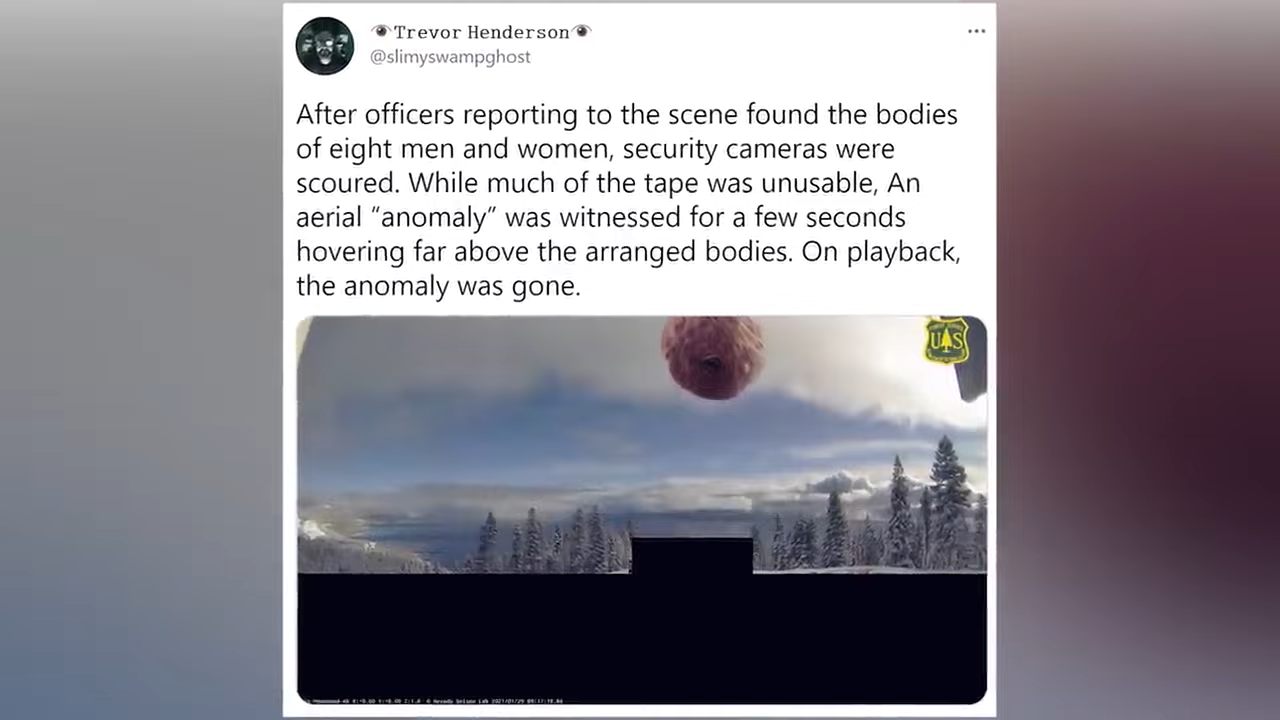 👁Trevor Henderson👁
@slimyswampghost
After officers reporting to the scene found the bodies
of eight men and women, security cameras were
scoured. While much of the tape was unusable, An
aerial “anomaly” was witnessed for a few seconds
hovering far above the arranged bodies. On playback,
the anomaly was gone.
US